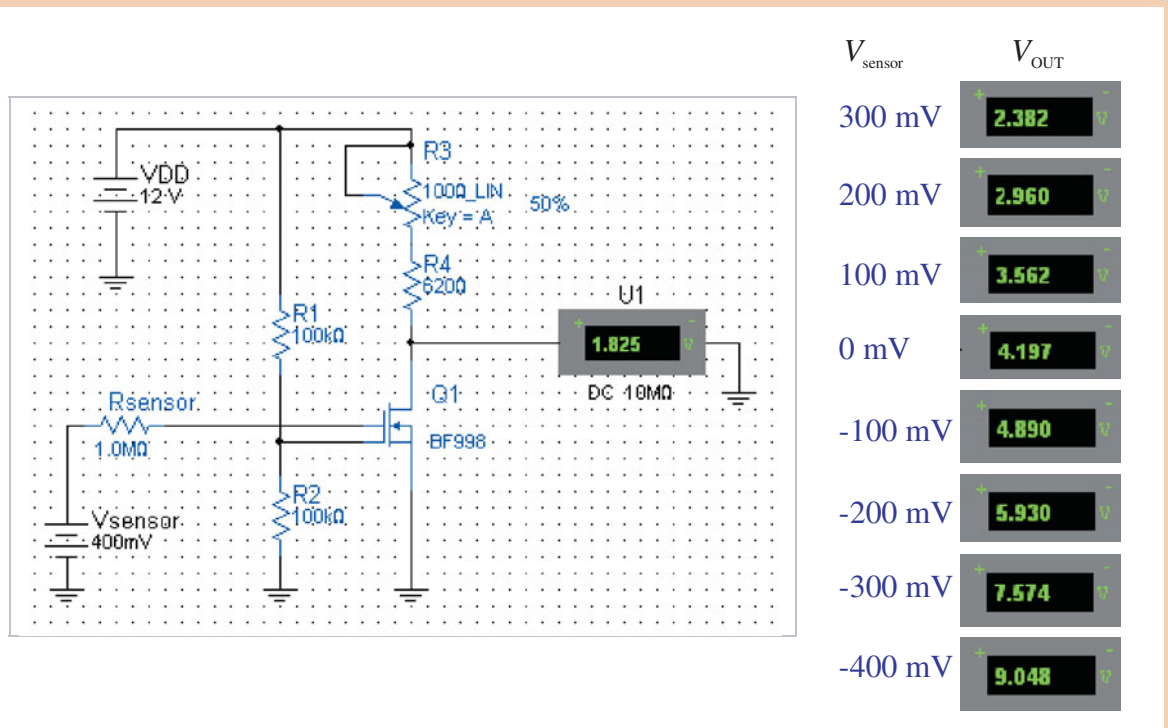 V sensor V OUT
300 mV 2.382
200 mV 2.960
100 mV 3.562
0 mV 4.197
-100 mV 4.890
-200 mV 5.930
-300 mV 7.574
-400 mV 9.048
VDD
12 V
R3
100Ω_LIN
Key = A
50%
R4
620Ω
R1
100kΩ
U1
1.825
DC 10MΩ
Rsensor
1.0MΩ
Q1
BF998
R2
100kΩ
Vsensor
400mV